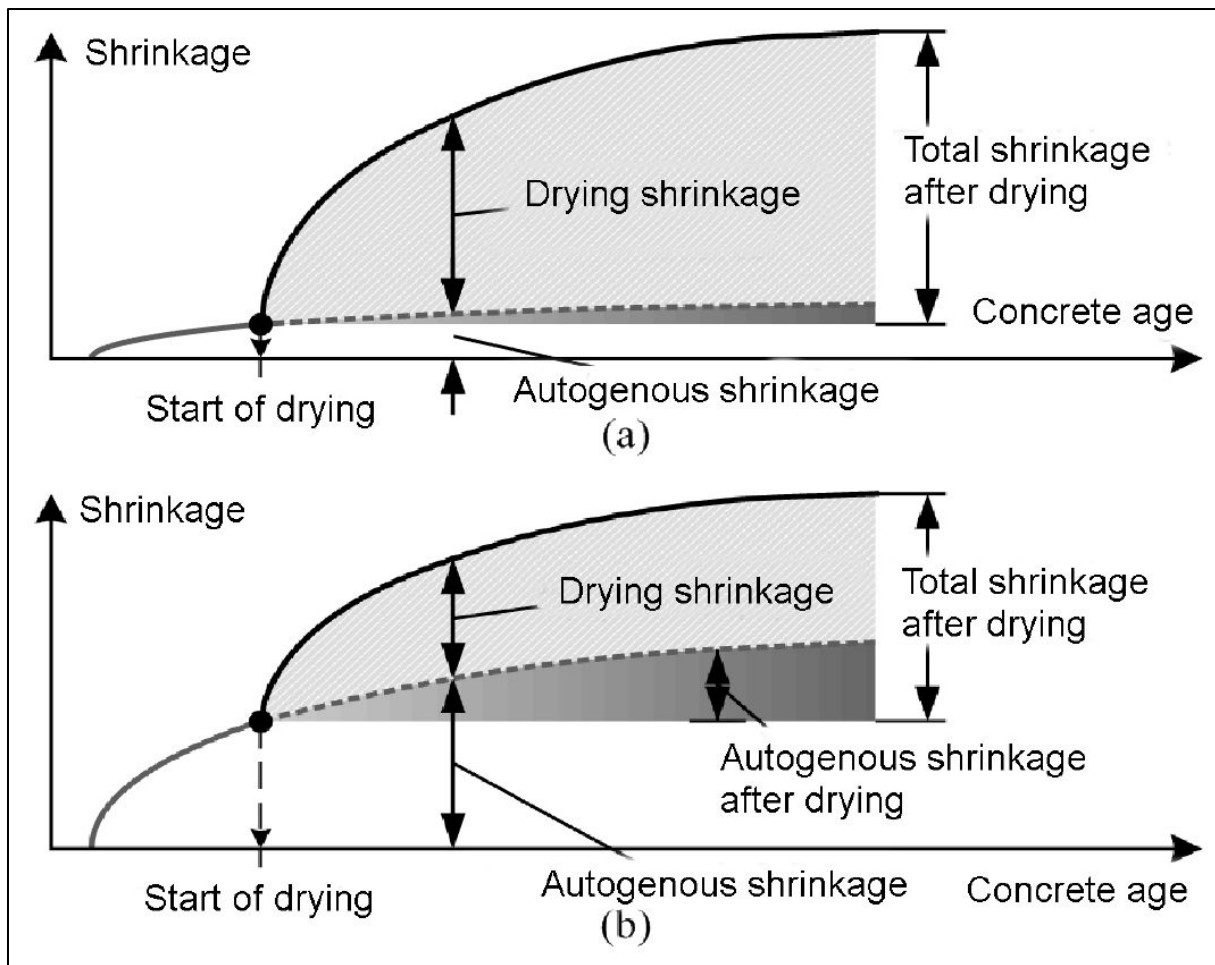 Shrinkage
Drying shrinkage
Total shrinkage
after drying
Concrete age
Start of drying
Autogenous shrinkage
(a)
Shrinkage
Drying shrinkage
Total shrinkage
after drying
Autogenous shrinkage
after drying
Start of drying
Autogenous shrinkage
Concrete age
(b)